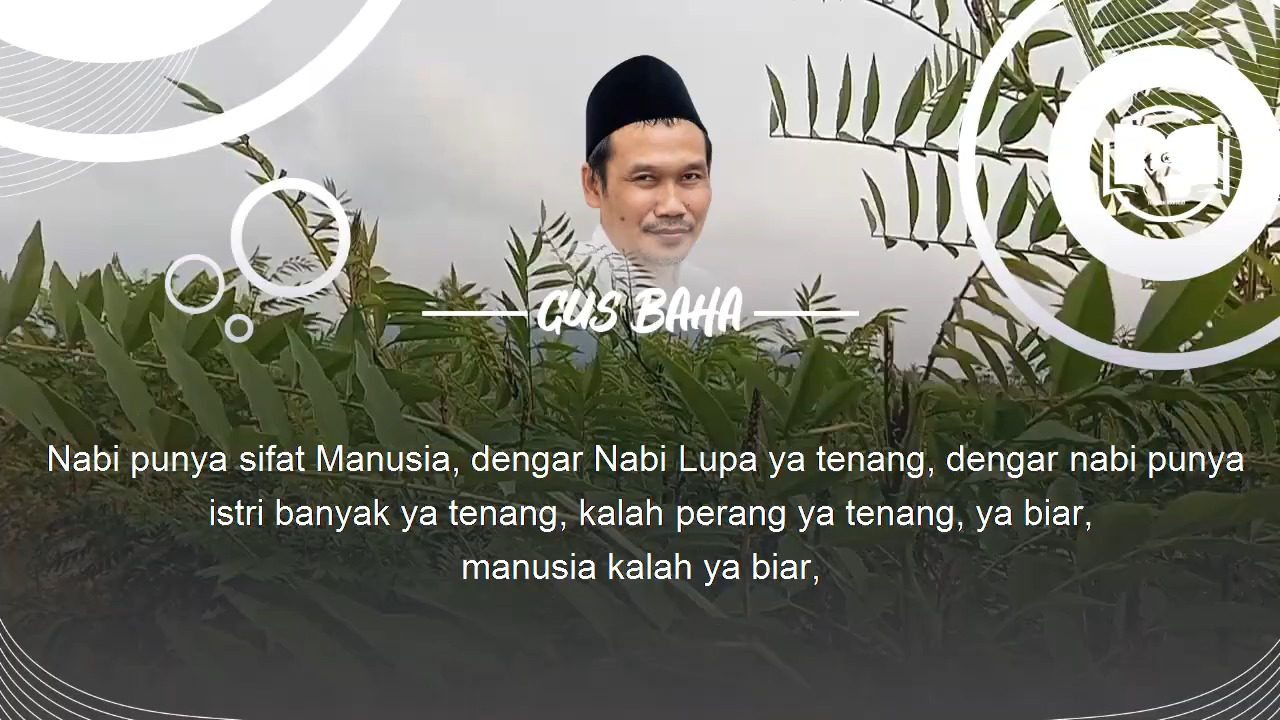 GUS BAHA
Nabi punya sifat Manusia, dengar Nabi Lupa ya tenang, dengar nabi punya
istri banyak ya tenang, kalah perang ya tenang, ya biar,
manusia kalah ya biar,